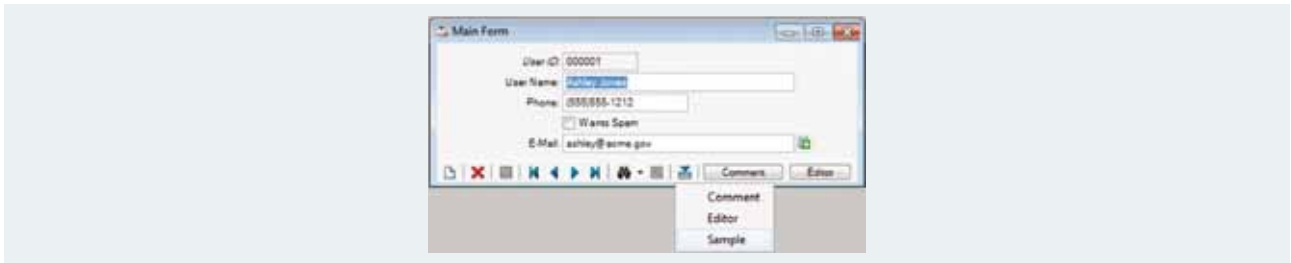 Main Form
User ID: 000001
User Name: Ashley Jones
Phone: (555)555-1212
Wants Spam
E-Mail: ashley@acme.gov
Comment Editor
Comment
Editor
Sample